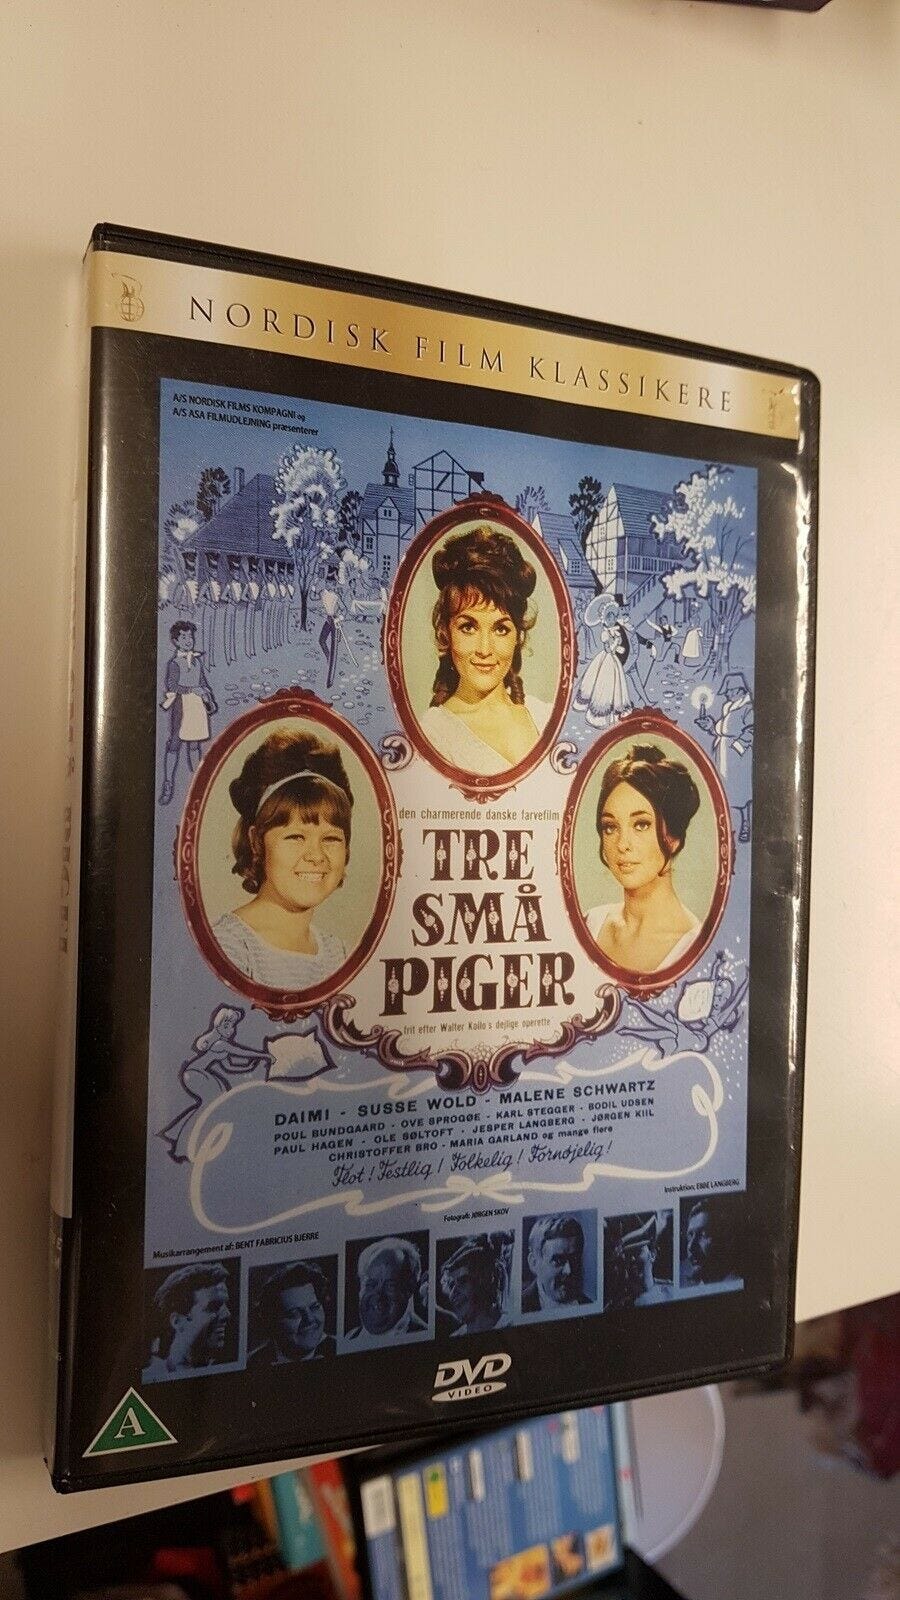 NORDISK FILM KLASSIKERE
A/S NORDISK FILMS KOMPAGNI og
A/S ASA FILMUDLEJNING præsenterer
den charmerende danske farvefilm
TRE
SMÅ
PIGER
frit efter Walter Kollo's dejlige operette
DAIMI - SUSSE WOLD - MALENE SCHWARTZ
POUL BUNDGAARD - OVE SPROGØE - KARL STEGGER - BODIL UDSEN
PAUL HAGEN - OLE SØLTOFT - JESPER LANGBERG - JØRGEN KIIL
CHRISTOFFER BRO - MARIA GARLAND og mange flere
Flot! Festlig! Folkelig! Fornøjelig!
Musikarrangement af: BENT FABRICIUS BJERRE
Fotografi: JØRGEN SKOV
Instruktion: EBBE LANGBERG
DVD
VIDEO
A